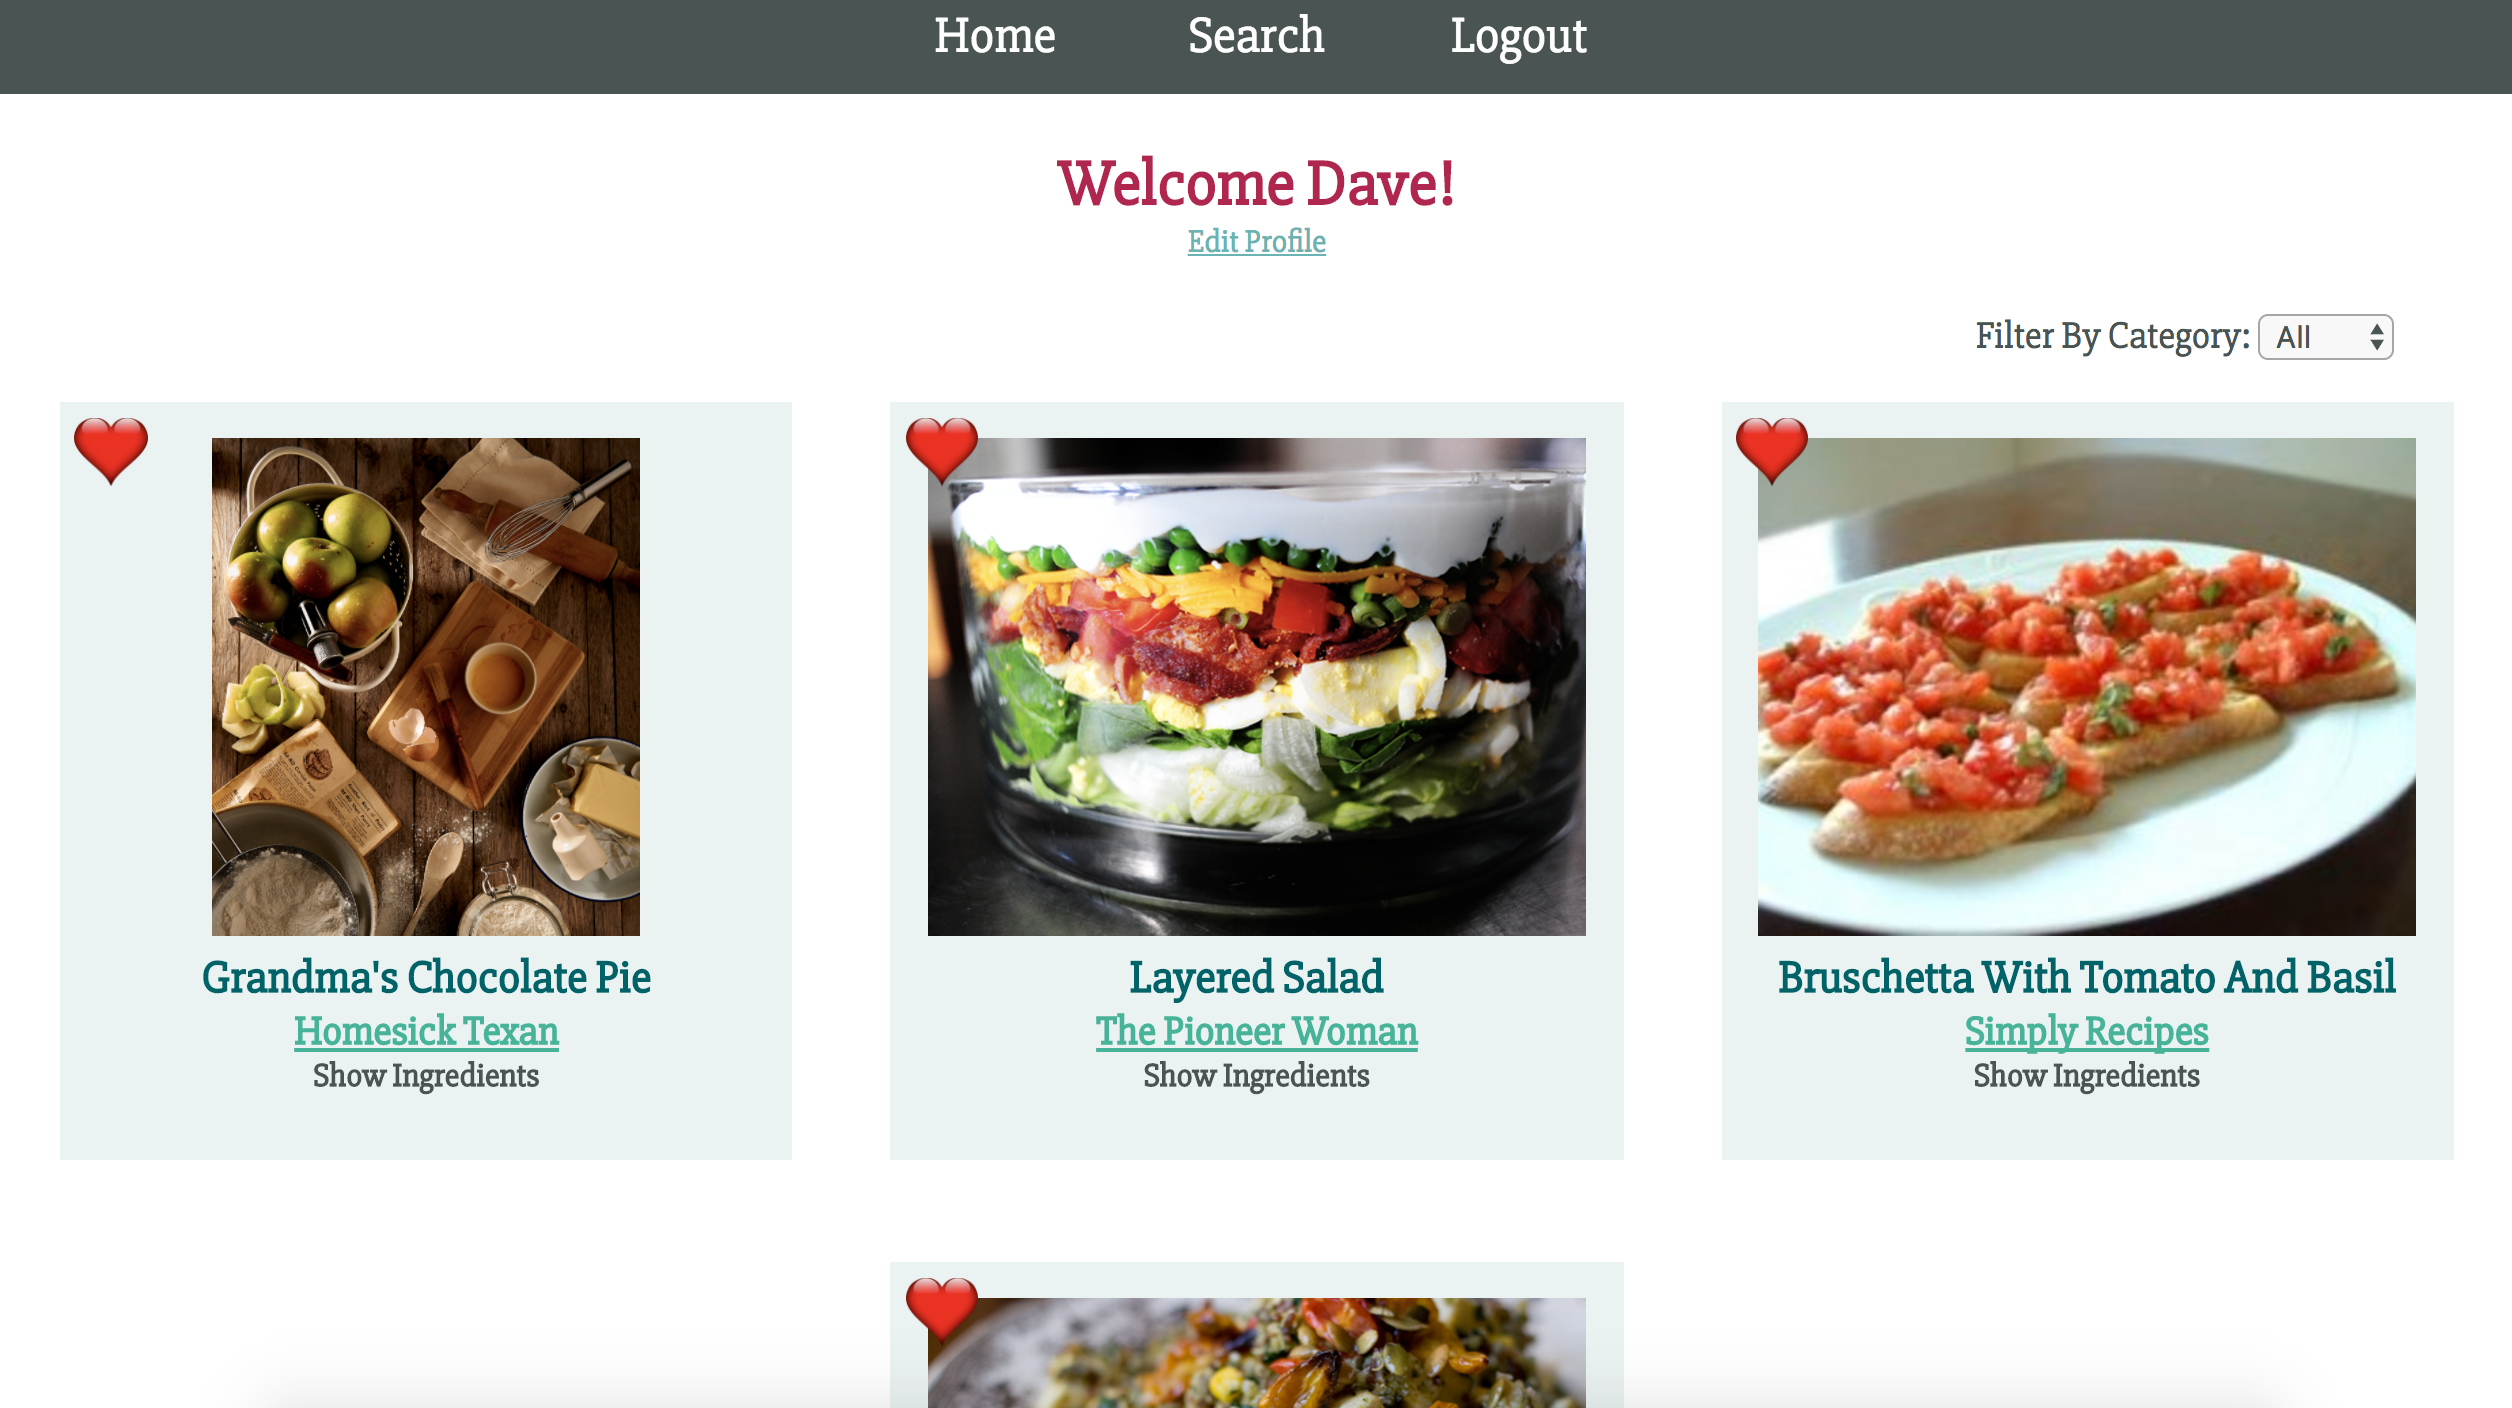 Home Search Logout
Welcome Dave!
Edit Profile
Filter By Category: All
Grandma's Chocolate Pie
Homesick Texan
Show Ingredients
Layered Salad
The Pioneer Woman
Show Ingredients
Bruschetta With Tomato And Basil
Simply Recipes
Show Ingredients